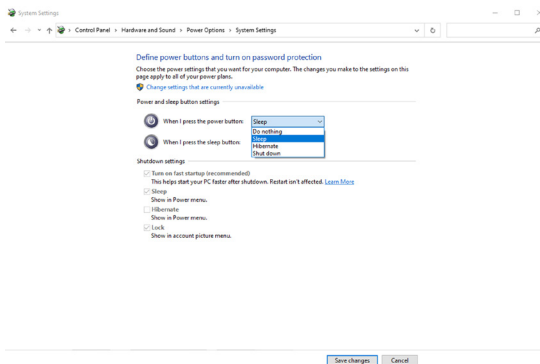 System Settings
Control Panel > Hardware and Sound > Power Options > System Settings
Define power buttons and turn on password protection
Choose the power settings that you want for your computer. The changes you make to the settings on this
page apply to all of your power plans.
Change settings that are currently unavailable
Power and sleep button settings
When I press the power button: Sleep
Do nothing
Sleep
Hibernate
Shut down
When I press the sleep button:
Shutdown settings
Turn on fast startup (recommended)
This helps start your PC faster after shutdown. Restart isn't affected. Learn More
Sleep
Show in Power menu.
Hibernate
Show in Power menu.
Lock
Show in account picture menu.
Save changes Cancel